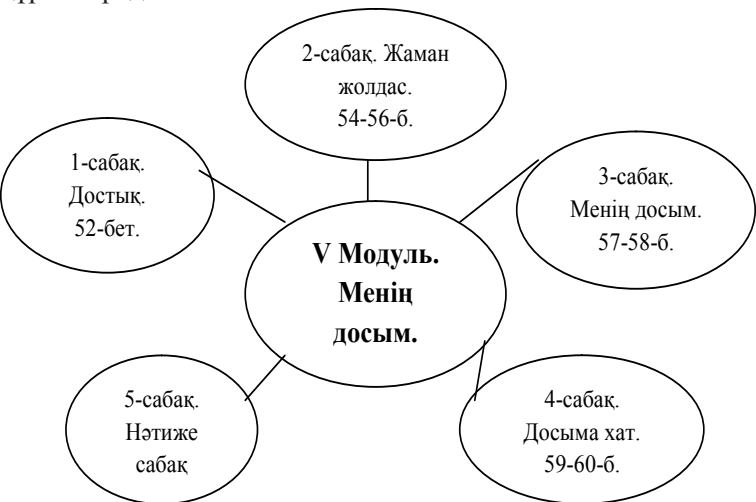 2-сабақ. Жаман
жолдас.
54-56-б.
1-сабақ.
Достық.
52-бет.
3-сабақ.
Менің досым.
57-58-б.
V Модуль.
Менің
досым.
5-сабақ.
Нәтиже
сабақ
4-сабақ.
Досыма хат.
59-60-б.